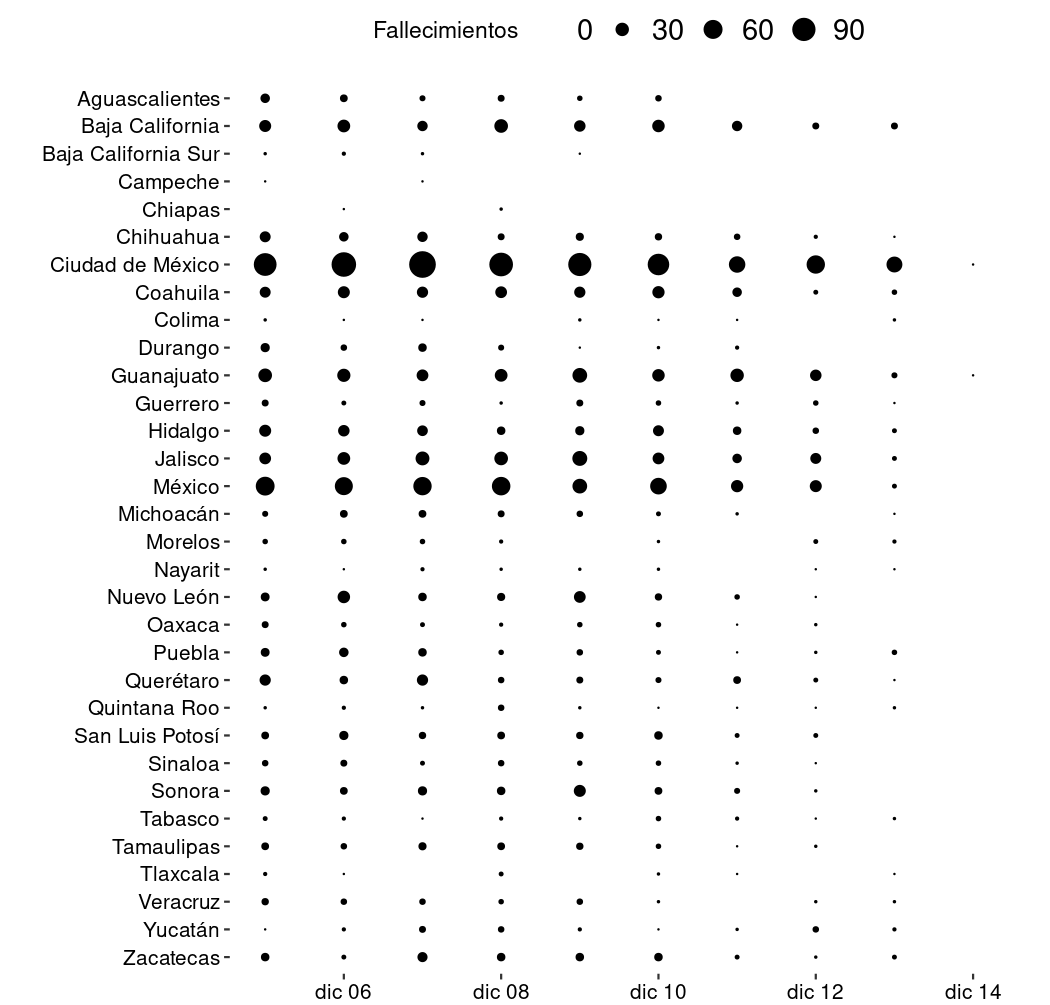 Fallecimientos 0 30 60 90
Aguascalientes
Baja California
Baja California Sur
Campeche
Chiapas
Chihuahua
Ciudad de México
Coahuila
Colima
Durango
Guanajuato
Guerrero
Hidalgo
Jalisco
México
Michoacán
Morelos
Nayarit
Nuevo León
Oaxaca
Puebla
Querétaro
Quintana Roo
San Luis Potosí
Sinaloa
Sonora
Tabasco
Tamaulipas
Tlaxcala
Veracruz
Yucatán
Zacatecas
dic 06 dic 08 dic 10 dic 12 dic 14